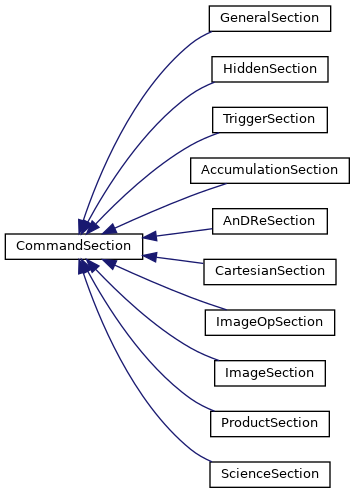 GeneralSection
HiddenSection
TriggerSection
AccumulationSection
AnDReSection
CommandSection
CartesianSection
ImageOpSection
ImageSection
ProductSection
ScienceSection